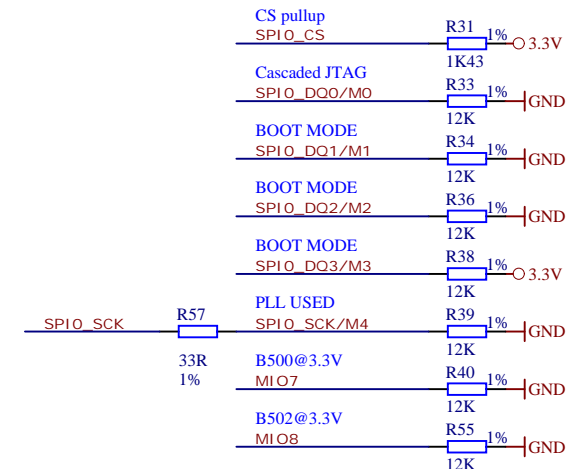 CS pullup
SPI0_CS R31 1% 3.3V
1K43
Cascaded JTAG
SPI0_DQ0/M0 R33 1% GND
12K
BOOT MODE
SPI0_DQ1/M1 R34 1% GND
12K
BOOT MODE
SPI0_DQ2/M2 R36 1% GND
12K
BOOT MODE
SPI0_DQ3/M3 R38 1% 3.3V
12K
PLL USED
SPI0_SCK R57 SPI0_SCK/M4 R39 1% GND
33R 12K
1%
B500@3.3V
MIO7 R40 1% GND
12K
B502@3.3V
MIO8 R55 1% GND
12K